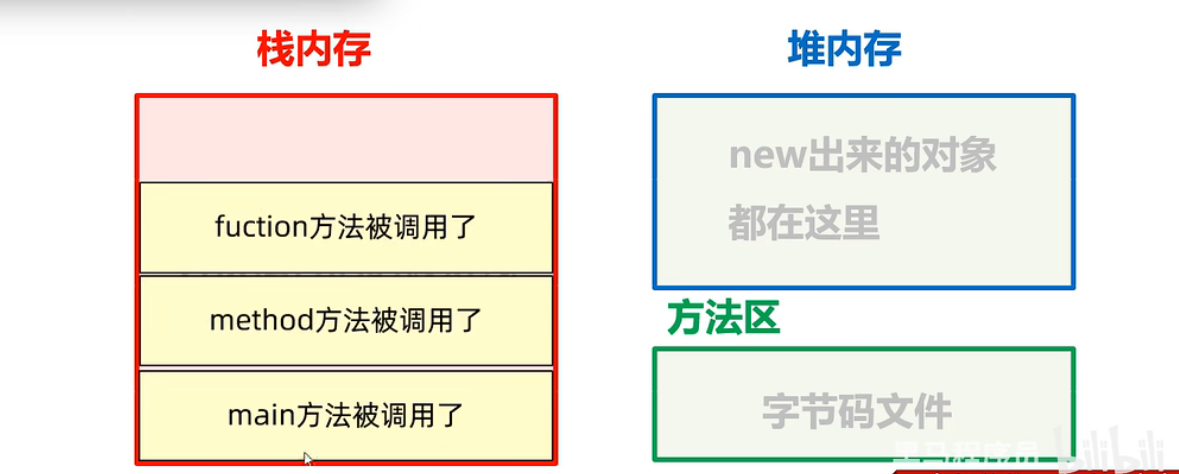 栈内存
fuction方法被调用了
method方法被调用了
main方法被调用了
堆内存
new出来的对象
都在这里
方法区
字节码文件
bilibili